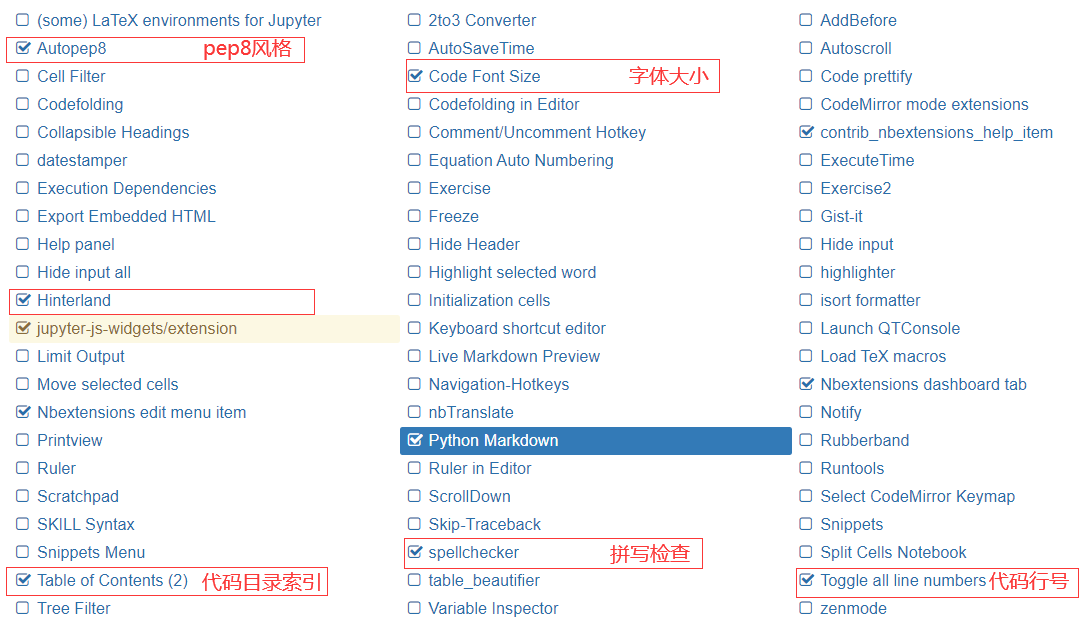 (some) LaTeX environments for Jupyter
Autopep8 pep8风格
Cell Filter
Codefolding
Collapsible Headings
datestamper
Execution Dependencies
Export Embedded HTML
Help panel
Hide input all
Hinterland
jupyter-js-widgets/extension
Limit Output
Move selected cells
Nbextensions edit menu item
Printview
Ruler
Scratchpad
SKILL Syntax
Snippets Menu
Table of Contents (2) 代码目录索引
Tree Filter
2to3 Converter
AutoSaveTime
Code Font Size 字体大小
Codefolding in Editor
Comment/Uncomment Hotkey
Equation Auto Numbering
Exercise
Freeze
Hide Header
Highlight selected word
Initialization cells
Keyboard shortcut editor
Live Markdown Preview
Navigation-Hotkeys
nbTranslate
Python Markdown
Ruler in Editor
ScrollDown
Skip-Traceback
spellchecker 拼写检查
table_beautifier
Variable Inspector
AddBefore
Autoscroll
Code prettify
CodeMirror mode extensions
contrib_nbextensions_help_item
ExecuteTime
Exercise2
Gist-it
Hide input
highlighter
isort formatter
Launch QTConsole
Load TeX macros
Nbextensions dashboard tab
Notify
Rubberband
Runtools
Select CodeMirror Keymap
Snippets
Split Cells Notebook
Toggle all line numbers 代码行号
zenmode